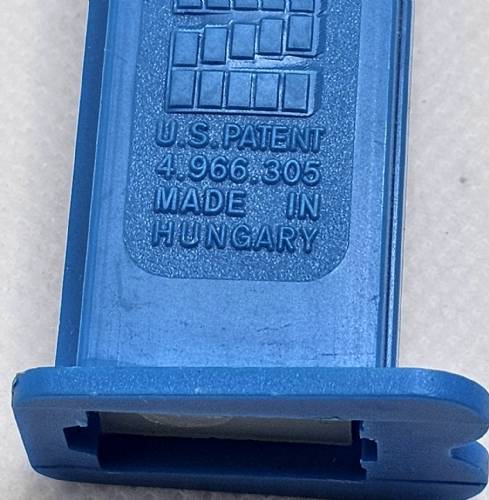 U.S. PATENT
4.966.305
MADE IN
HUNGARY